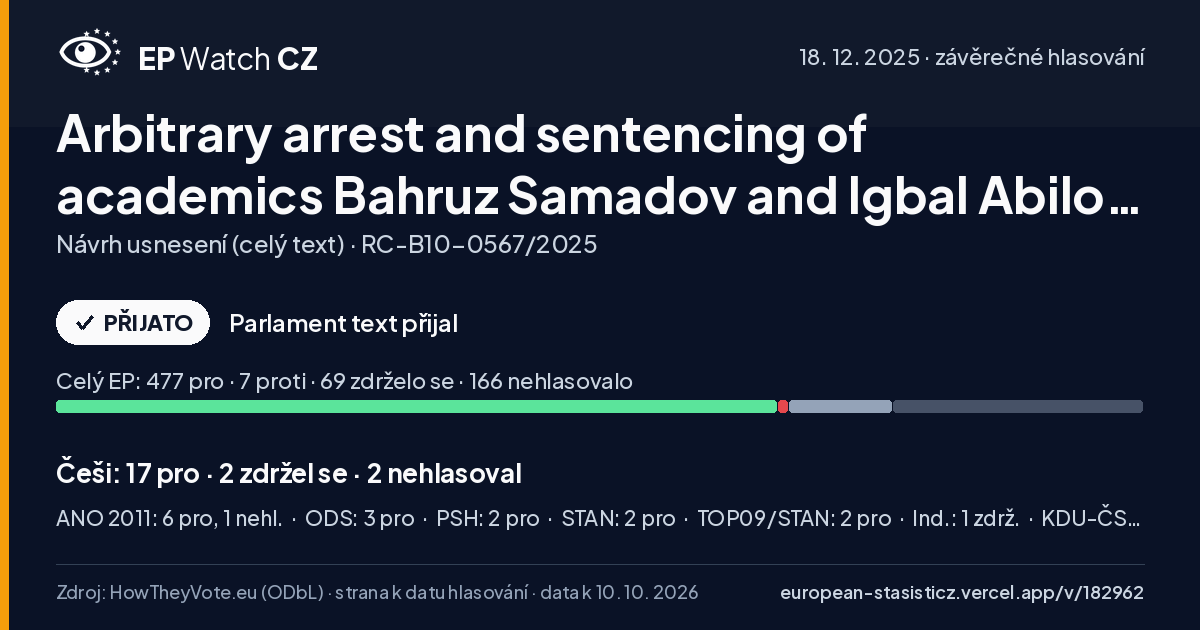 EP Watch CZ
18. 12. 2025 · závěrečné hlasování
Arbitrary arrest and sentencing of
academics Bahruz Samadov and Igbal Abilo…
Návrh usnesení (celý text) · RC-B10-0567/2025
✓ PŘIJATO
Parlament text přijal
Celý EP: 477 pro · 7 proti · 69 zdrželo se · 166 nehlasovalo
Češi: 17 pro · 2 zdržel se · 2 nehlasoval
ANO 2011: 6 pro, 1 nehl. · ODS: 3 pro · PSH: 2 pro · STAN: 2 pro · TOP09/STAN: 2 pro · Ind.: 1 zdrž. · KDU-ČS…
Zdroj: HowTheyVote.eu (ODbL) · strana k datu hlasování · data k 10. 10. 2026
european-stasisticz.vercel.app/v/182962